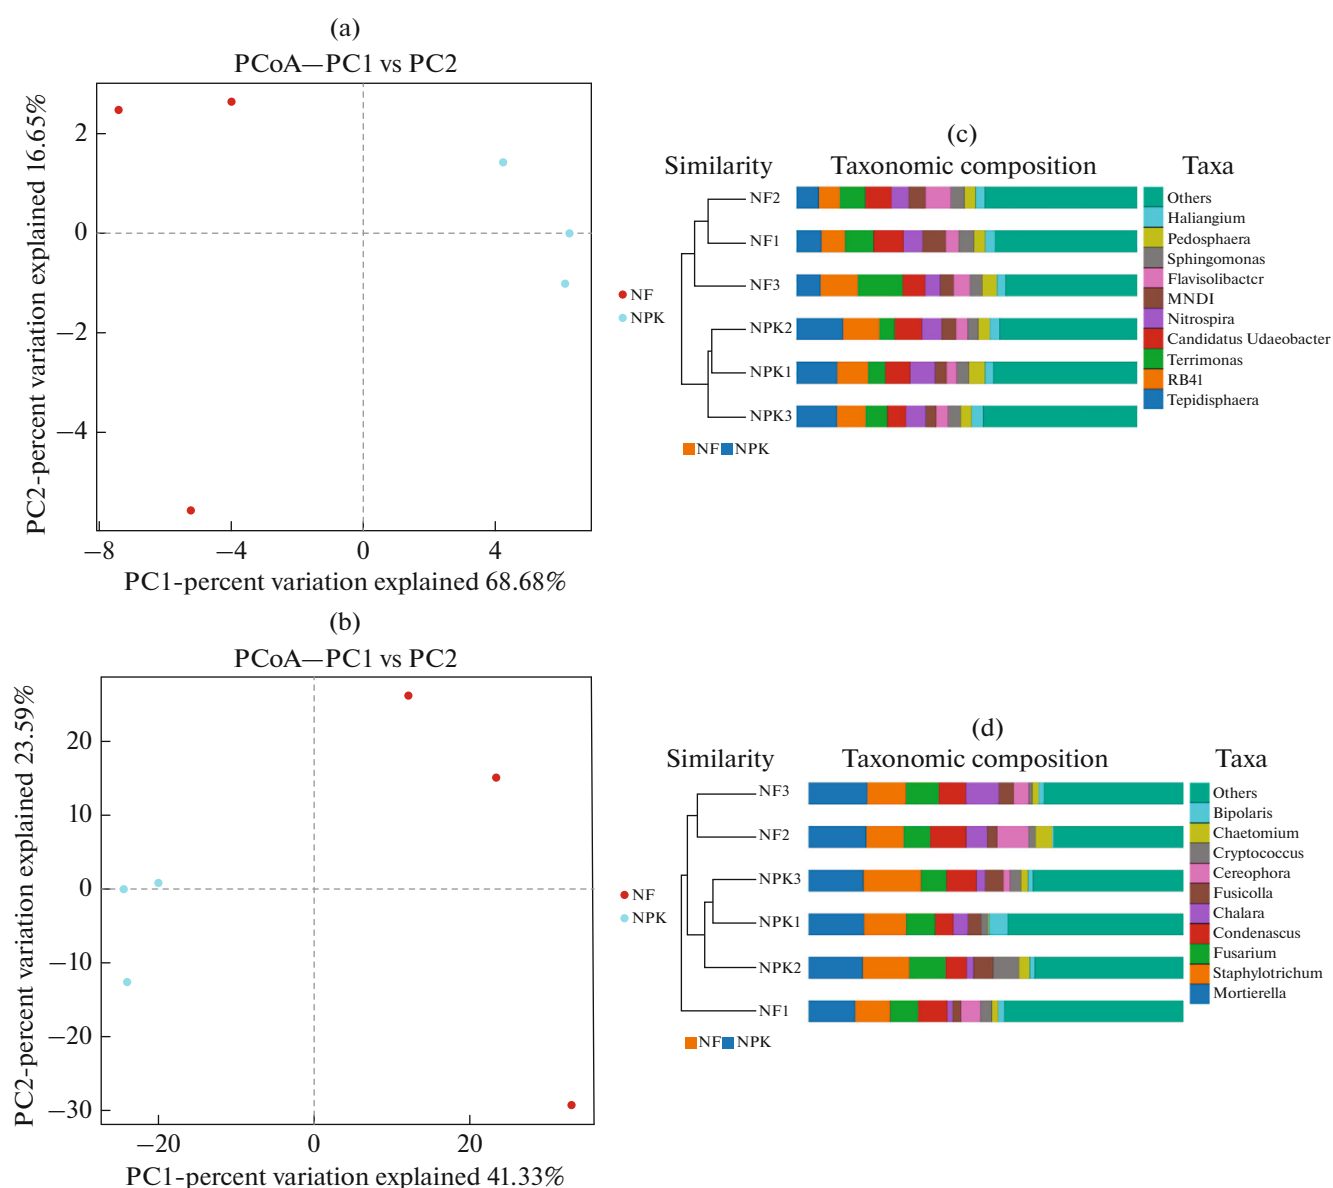 (a)
PCoA—PC1 vs PC2
PC2-percent variation explained 16.65%
2
0
−2
−4
−8
−4
0
4
PC1-percent variation explained 68.68%
NF
NPK
(b)
PCoA—PC1 vs PC2
PC2-percent variation explained 23.59%
20
10
0
−10
−20
−30
−20
0
20
PC1-percent variation explained 41.33%
NF
NPK
(c)
Similarity
Taxonomic composition
Taxa
NF2
NF1
NF3
NPK2
NPK1
NPK3
NF NPK
Others
Haliangium
Pedosphaera
Sphingomonas
Flavisolibactcr
MNDI
Nitrospira
Candidatus Udaeobacter
Terrimonas
RB4l
Tepidisphaera
(d)
Similarity
Taxonomic composition
Taxa
NF3
NF2
NPK3
NPK1
NPK2
NF1
NF NPK
Others
Bipolaris
Chaetomium
Cryptococcus
Cereophora
Fusicolla
Chalara
Condenascus
Fusarium
Staphylotrichum
Mortierella